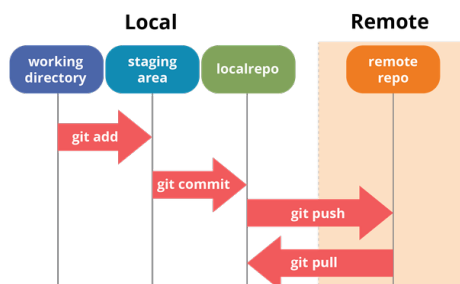 Local
Remote
working
directory
staging
area
localrepo
remote
repo
git add
git commit
git push
git pull